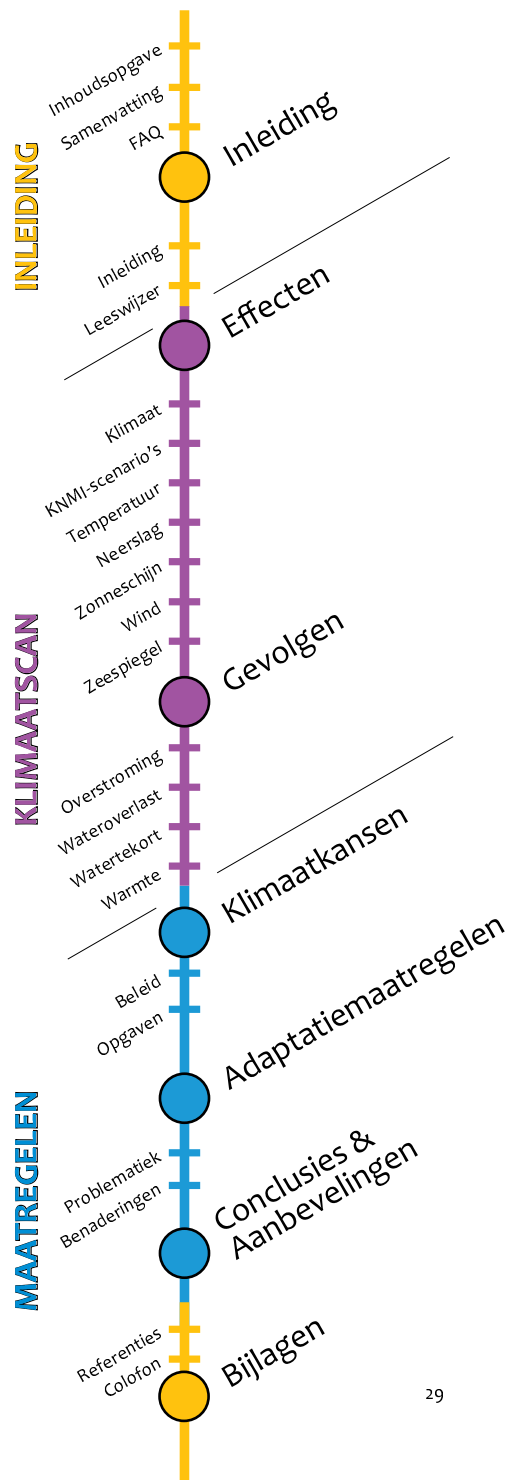 INLEIDING
Inhoudsopgave
Samenvatting
FAQ
Inleiding
Inleiding
Leeswijzer
KLIMAATSCAN
Effecten
Klimaat
KNMI-scenario's
Temperatuur
Neerslag
Zonneschijn
Wind
Zeespiegel
Gevolgen
Overstroming
Wateroverlast
Watertekort
Warmte
MAATREGELEN
Klimaatkansen
Beleid
Opgaven
Adaptatiemaatregelen
Problematiek
Benaderingen
Conclusies &
Aanbevelingen
Referenties
Colofon
Bijlagen
29